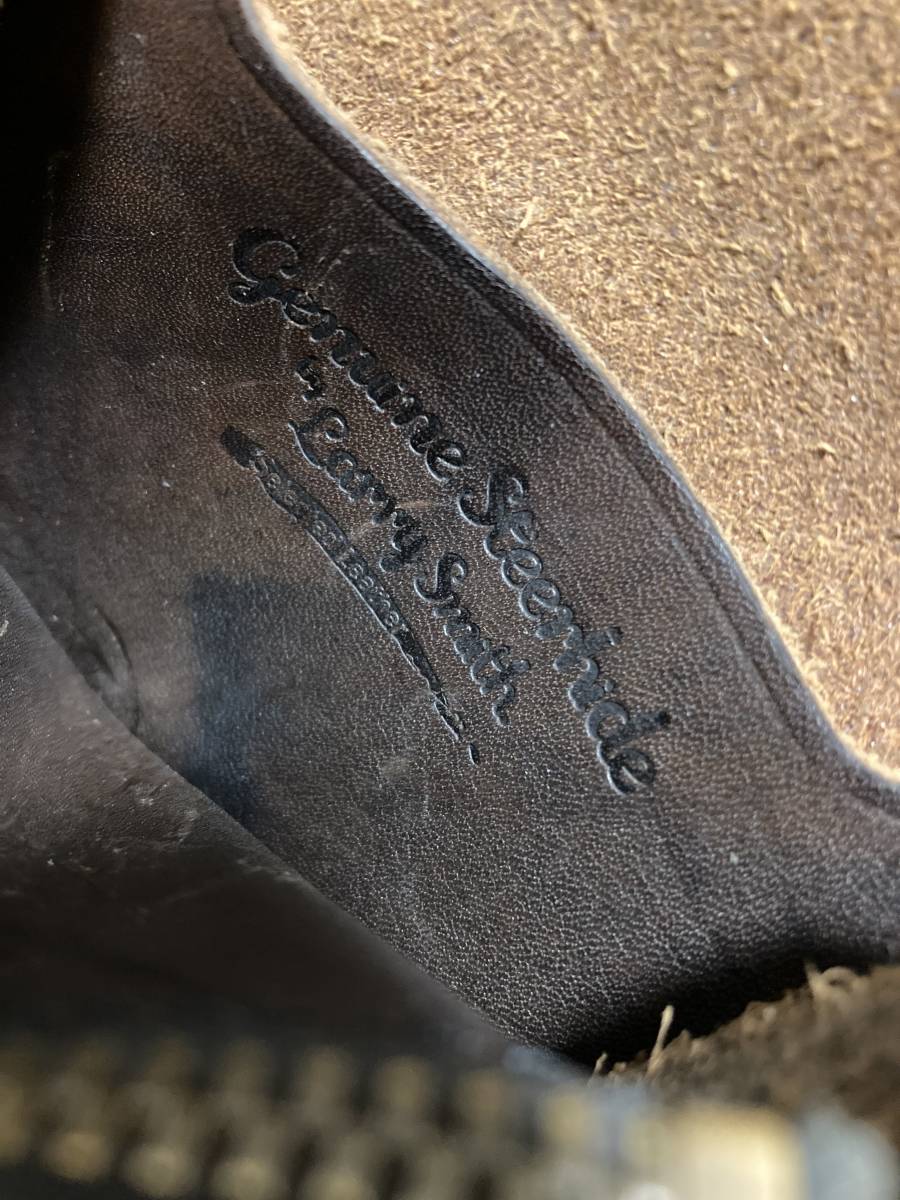 Genuine Steerhide
by
Larry Smith